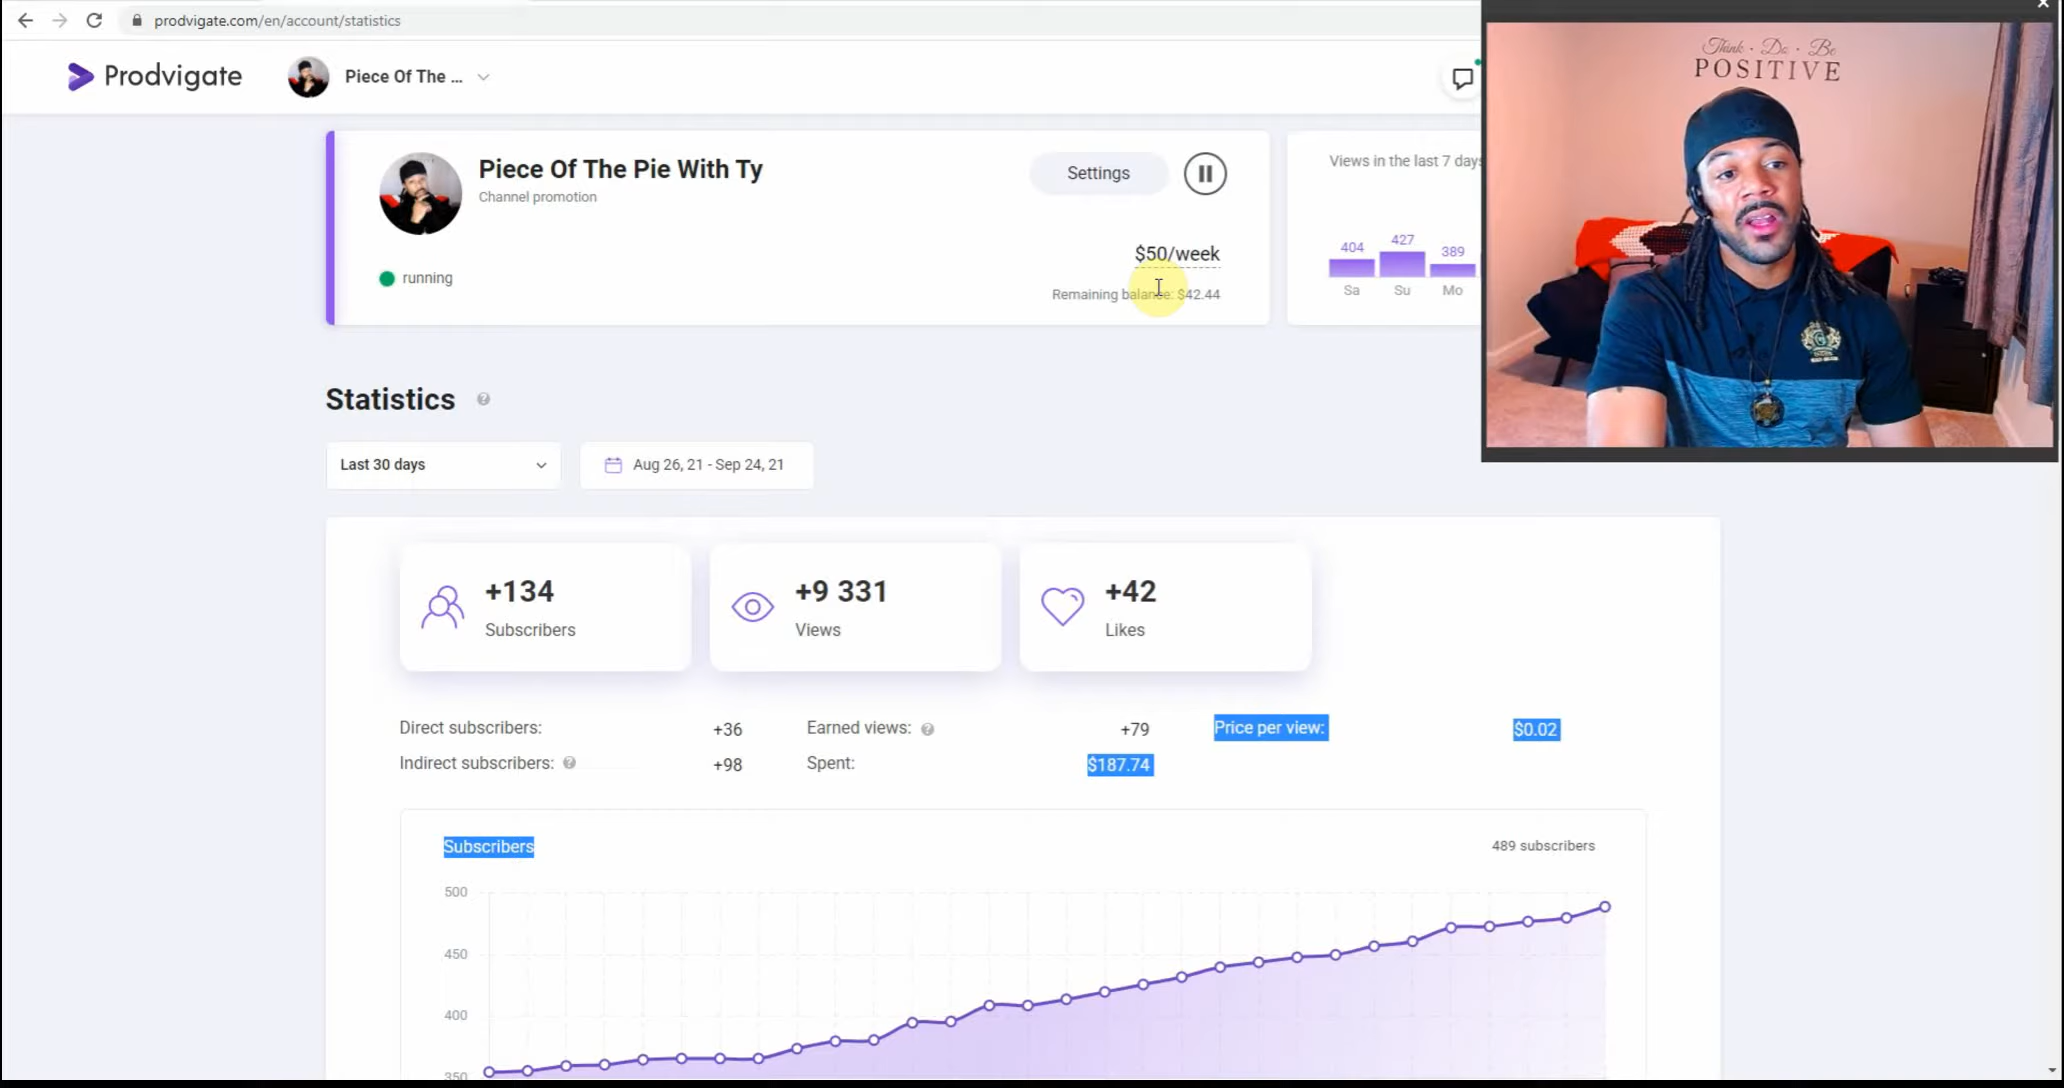 prodvigate.com/en/account/statistics
Prodvigate
Piece Of The ...
Piece Of The Pie With Ty
Channel promotion
Settings
$50/week
running
Remaining balance: $42.44
Views in the last 7 days
404
427
389
Sa
Su
Mo
Think · Do · Be
POSITIVE
Statistics
Last 30 days
Aug 26, 21 - Sep 24, 21
+134
Subscribers
+9 331
Views
+42
Likes
Direct subscribers: +36
Earned views: +79
Price per view: $0.02
Indirect subscribers: +98
Spent: $187.74
Subscribers
489 subscribers
500
450
400
350